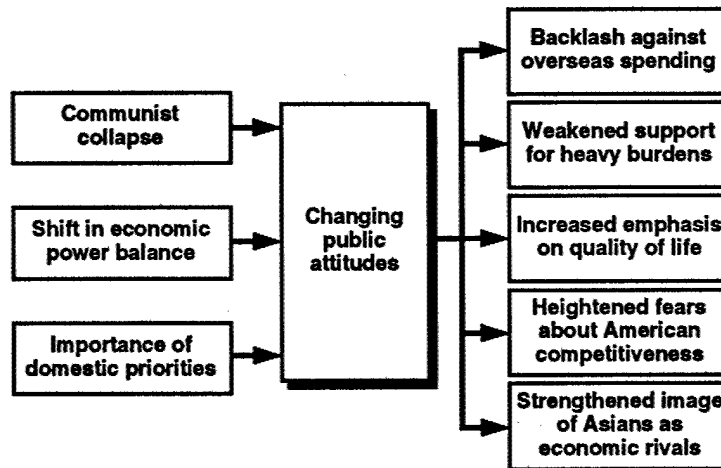 Communist
collapse
Shift in economic
power balance
Importance of
domestic priorities
Changing
public
attitudes
Backlash against
overseas spending
Weakened support
for heavy burdens
Increased emphasis
on quality of life
Heightened fears
about American
competitiveness
Strengthened image
of Asians as
economic rivals